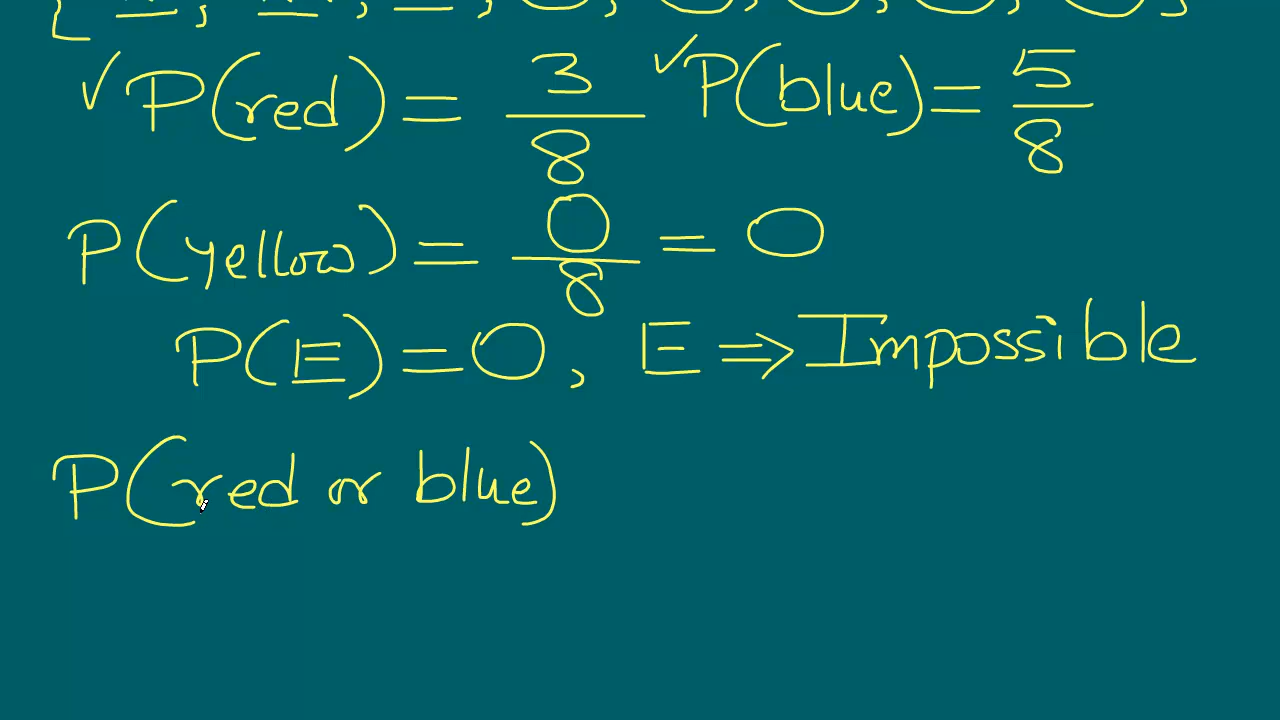 ✓P(red) = 3/8 ✓P(blue) = 5/8
P(yellow) = 0/8 = 0
P(E) = 0, E ⇒ Impossible
P(red or blue)